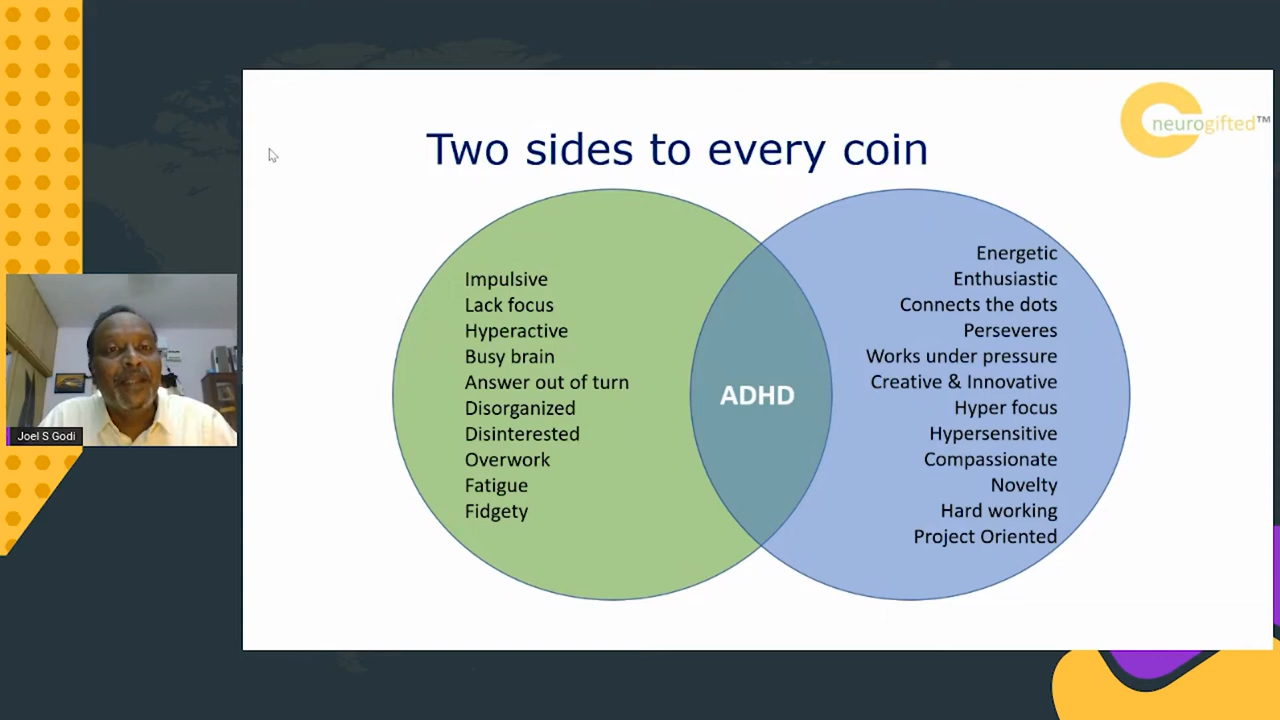 neurogifted™
Two sides to every coin
Impulsive
Lack focus
Hyperactive
Busy brain
Answer out of turn
Disorganized
Disinterested
Overwork
Fatigue
Fidgety
ADHD
Energetic
Enthusiastic
Connects the dots
Perseveres
Works under pressure
Creative & Innovative
Hyper focus
Hypersensitive
Compassionate
Novelty
Hard working
Project Oriented
Joel S Godi